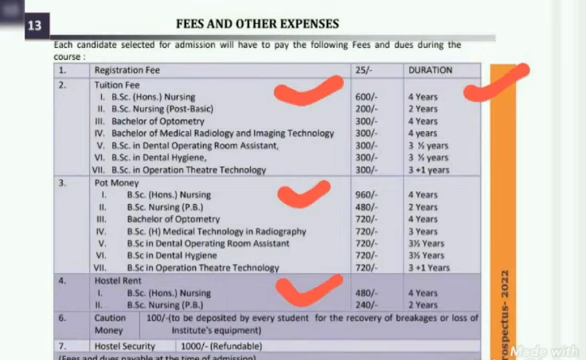 13
FEES AND OTHER EXPENSES
Each candidate selected for admission will have to pay the following Fees and dues during the
course :
1. Registration Fee 25/- DURATION
2. Tuition Fee
I. B.Sc. (Hons.) Nursing 600/- 4 Years
II. B.Sc. Nursing (Post-Basic) 200/- 2 Years
III. Bachelor of Optometry 300/- 4 Years
IV. Bachelor of Medical Radiology and Imaging Technology 300/- 4 years
V. B.Sc. in Dental Operating Room Assistant, 300/- 3 ½ years
VI. B.Sc. in Dental Hygiene, 300/- 3 ½ years
VII. B.Sc. in Operation Theatre Technology 300/- 3 +1 years
3. Pot Money
I. B.Sc. (Hons.) Nursing 960/- 4 Years
II. B.Sc. Nursing (P.B.) 480/- 2 Years
III. Bachelor of Optometry 720/- 4 Years
IV. B.Sc. (H) Medical Technology in Radiography 720/- 3 Years
V. B.Sc in Dental Operating Room Assistant 720/- 3½ Years
VI. B.Sc in Dental Hygiene 720/- 3½ Years
VII. B.Sc in Operation Theatre Technology 720/- 3 +1 Years
4. Hostel Rent
I. B.Sc. (Hons.) Nursing 480/- 4 Years
II. B.Sc. Nursing (P.B.) 240/- 2 Years
6. Caution 100/-(to be deposited by every student for the recovery of breakages or loss of
Money Institute's equipment)
7. Hostel Security 1000/- (Refundable)
(Fees and dues payable at the time of admission)
rospectus- 2022
Made with